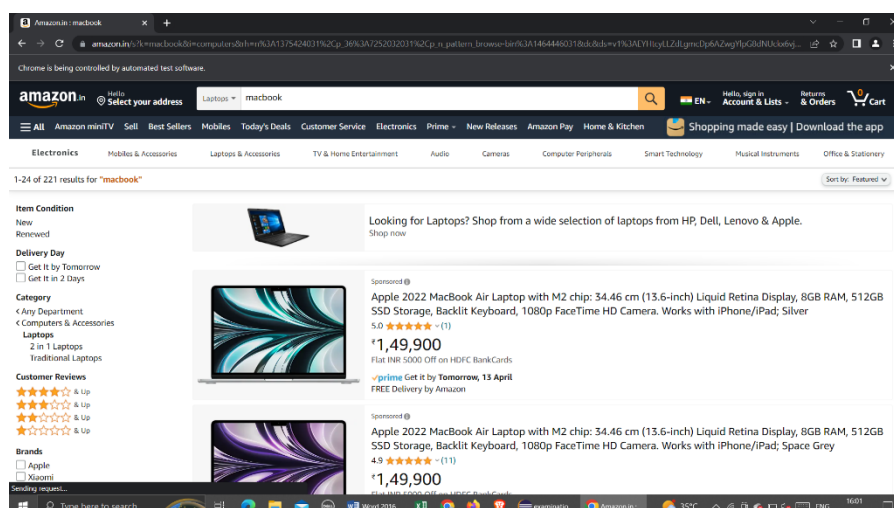 Amazon.in : macbook
amazon.in/s?k=macbook&i=computers&rh=n%3A1375424031%2Cp_36%3A7252032031%2Cp_n_pattern_browse-bin%3A1464446031&dc&ds=v1%3A
Chrome is being controlled by automated test software.
amazon.in
Hello
Select your address
Laptops
macbook
EN
Hello, sign in
Account & Lists
Returns
& Orders
0
Cart
All Amazon miniTV Sell Best Sellers Mobiles Today's Deals Customer Service Electronics Prime New Releases Amazon Pay Home & Kitchen Shopping made easy | Download the app
Electronics Mobiles & Accessories Laptops & Accessories TV & Home Entertainment Audio Cameras Computer Peripherals Smart Technology Musical Instruments Office & Stationery
1-24 of 221 results for "macbook"
Sort by: Featured
Item Condition
New
Renewed
Delivery Day
Get It by Tomorrow
Get It in 2 Days
Category
Any Department
Computers & Accessories
Laptops
2 in 1 Laptops
Traditional Laptops
Customer Reviews
& Up
& Up
& Up
& Up
Brands
Apple
Xiaomi
Sending request...
Looking for Laptops? Shop from a wide selection of laptops from HP, Dell, Lenovo & Apple.
Shop now
Sponsored
Apple 2022 MacBook Air Laptop with M2 chip: 34.46 cm (13.6-inch) Liquid Retina Display, 8GB RAM, 512GB
SSD Storage, Backlit Keyboard, 1080p FaceTime HD Camera. Works with iPhone/iPad; Silver
5.0 (1)
₹1,49,900
Flat INR 5000 Off on HDFC BankCards
prime Get it by Tomorrow, 13 April
FREE Delivery by Amazon
Sponsored
Apple 2022 MacBook Air Laptop with M2 chip: 34.46 cm (13.6-inch) Liquid Retina Display, 8GB RAM, 512GB
SSD Storage, Backlit Keyboard, 1080p FaceTime HD Camera. Works with iPhone/iPad; Space
Grey
4.9 (11)
₹1,49,900
Flat INR 5000 Off on HDFC BankCards
Type here to search
Word 2016
examinatio
Amazon.in :
35°C
ENG
16:01